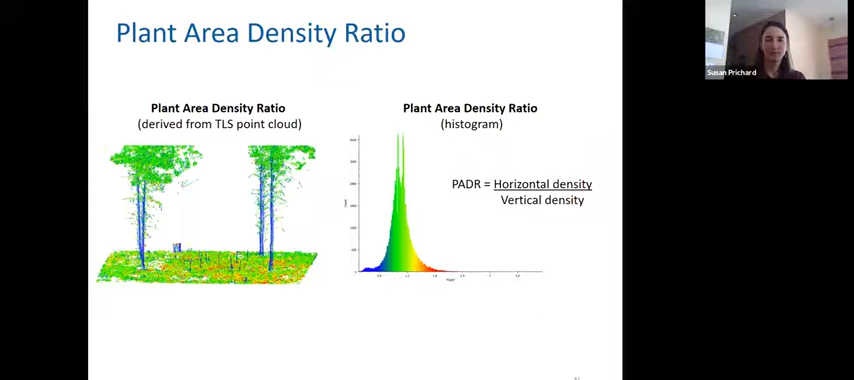 Plant Area Density Ratio
Susan Prichard
Plant Area Density Ratio
(derived from TLS point cloud)
Plant Area Density Ratio
(histogram)
PADR = Horizontal density
Vertical density